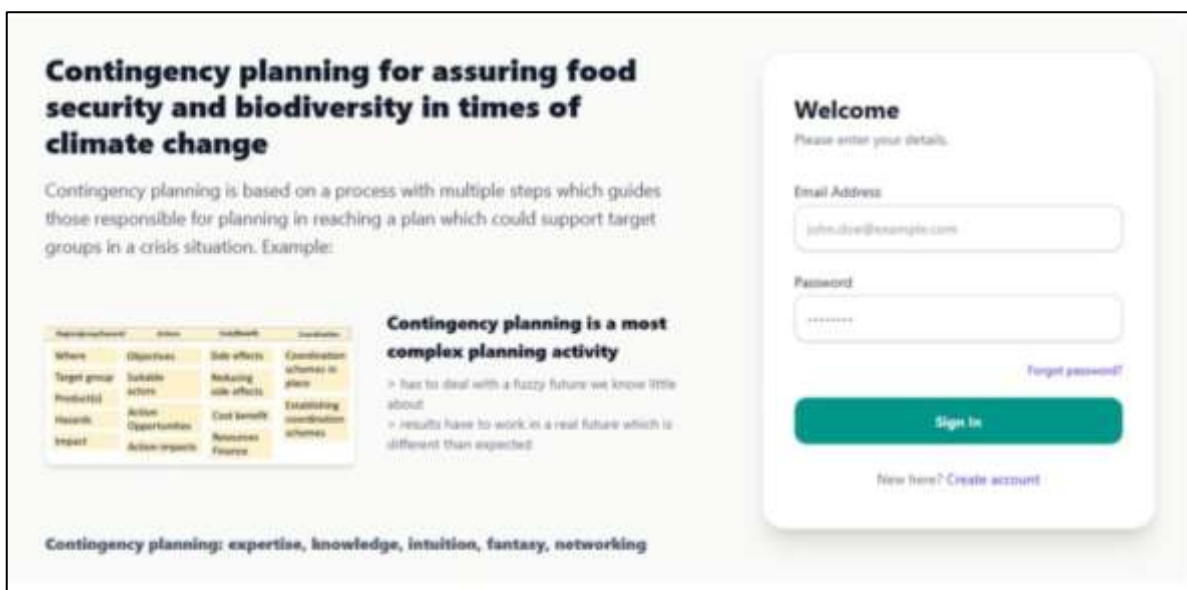 Contingency planning for assuring food
security and biodiversity in times of
climate change
Contingency planning is based on a process with multiple steps which guides
those responsible for planning in reaching a plan which could support target
groups in a crisis situation. Example:
Actions
Where
Target group
Product(s)
Hazards
Impact
Objectives
Suitable
actors
Action
Opportunities
Action impacts
Side effects
Reducing
side effects
Cost benefit
Resources
Finance
Coordination
schemes in
place
Establishing
coordination
schemes
Contingency planning is a most
complex planning activity
> has to deal with a fuzzy future we know little
about
> results have to work in a real future which is
different than expected
Contingency planning: expertise, knowledge, intuition, fantasy, networking
Welcome
Please enter your details.
Email Address
john.doe@example.com
Password
••••••••
Forgot password?
Sign In
New here? Create account